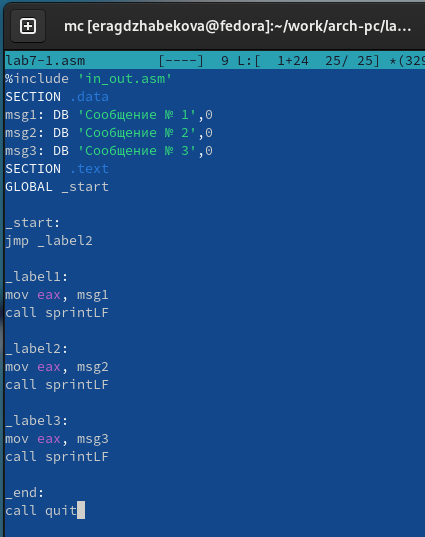 mc [eragdzhabekova@fedora]:~/work/arch-pc/la…
lab7-1.asm [----] 9 L:[ 1+24 25/ 25] *(329
%include 'in_out.asm'
SECTION .data
msg1: DB 'Сообщение № 1',0
msg2: DB 'Сообщение № 2',0
msg3: DB 'Сообщение № 3',0
SECTION .text
GLOBAL _start
_start:
jmp _label2
_label1:
mov eax, msg1
call sprintLF
_label2:
mov eax, msg2
call sprintLF
_label3:
mov eax, msg3
call sprintLF
_end:
call quit